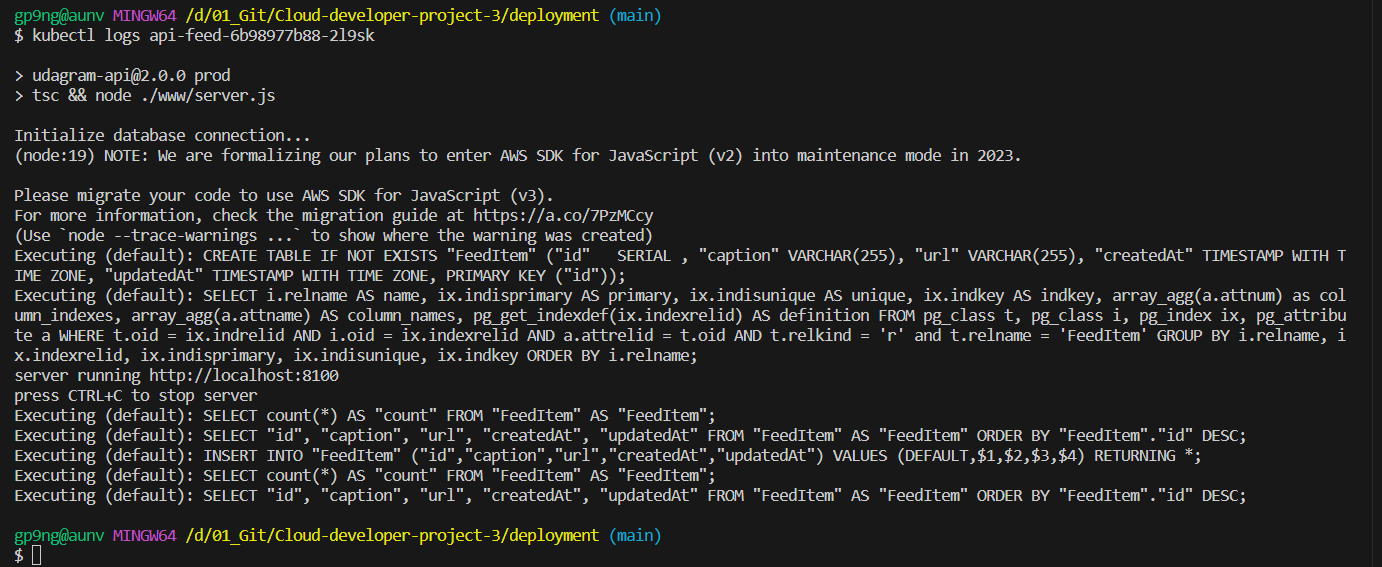 gp9ng@aunv MINGW64 /d/01_Git/Cloud-developer-project-3/deployment (main)
$ kubectl logs api-feed-6b98977b88-2l9sk
> udagram-api@2.0.0 prod
> tsc && node ./www/server.js
Initialize database connection...
(node:19) NOTE: We are formalizing our plans to enter AWS SDK for JavaScript (v2) into maintenance mode in 2023.
Please migrate your code to use AWS SDK for JavaScript (v3).
For more information, check the migration guide at https://a.co/7PzMCcy
(Use `node --trace-warnings ...` to show where the warning was created)
Executing (default): CREATE TABLE IF NOT EXISTS "FeedItem" ("id"   SERIAL , "caption" VARCHAR(255), "url" VARCHAR(255), "createdAt" TIMESTAMP WITH T
IME ZONE, "updatedAt" TIMESTAMP WITH TIME ZONE, PRIMARY KEY ("id"));
Executing (default): SELECT i.relname AS name, ix.indisprimary AS primary, ix.indisunique AS unique, ix.indkey AS indkey, array_agg(a.attnum) as col
umn_indexes, array_agg(a.attname) AS column_names, pg_get_indexdef(ix.indexrelid) AS definition FROM pg_class t, pg_class i, pg_index ix, pg_attribu
te a WHERE t.oid = ix.indrelid AND i.oid = ix.indexrelid AND a.attrelid = t.oid AND t.relkind = 'r' and t.relname = 'FeedItem' GROUP BY i.relname, i
x.indexrelid, ix.indisprimary, ix.indisunique, ix.indkey ORDER BY i.relname;
server running http://localhost:8100
press CTRL+C to stop server
Executing (default): SELECT count(*) AS "count" FROM "FeedItem" AS "FeedItem";
Executing (default): SELECT "id", "caption", "url", "createdAt", "updatedAt" FROM "FeedItem" AS "FeedItem" ORDER BY "FeedItem"."id" DESC;
Executing (default): INSERT INTO "FeedItem" ("id","caption","url","createdAt","updatedAt") VALUES (DEFAULT,$1,$2,$3,$4) RETURNING *;
Executing (default): SELECT count(*) AS "count" FROM "FeedItem" AS "FeedItem";
Executing (default): SELECT "id", "caption", "url", "createdAt", "updatedAt" FROM "FeedItem" AS "FeedItem" ORDER BY "FeedItem"."id" DESC;
gp9ng@aunv MINGW64 /d/01_Git/Cloud-developer-project-3/deployment (main)
$